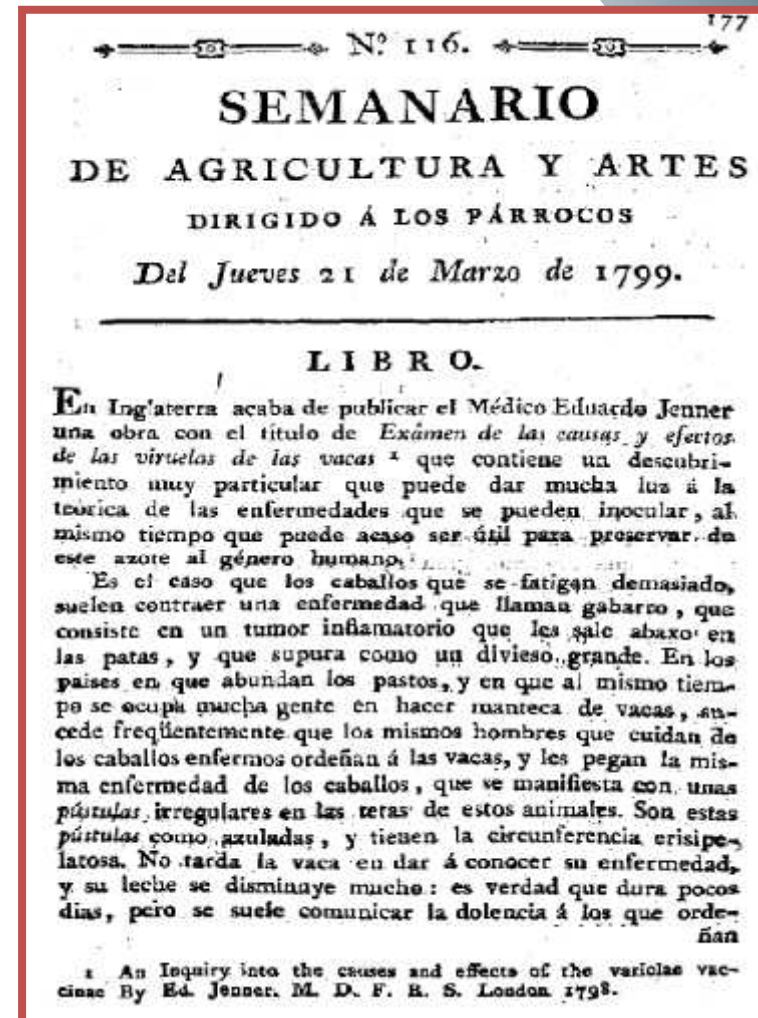 177
N.º 116.
SEMANARIO
DE AGRICULTURA Y ARTES
DIRIGIDO Á LOS PÁRROCOS
Del Jueves 21 de Marzo de 1799.
LIBRO.
En Inglaterra acaba de publicar el Médico Eduardo Jenner
una obra con el título de Exámen de las causas y efectos
de las viruelas de las vacas 1 que contiene un descubri-
miento muy particular que puede dar mucha luz á la
teórica de las enfermedades que se pueden inocular, al
mismo tiempo que puede acaso ser útil para preservar de
este azote al género humano.
Es el caso que los caballos que se fatigan demasiado,
suelen contraer una enfermedad que llaman gabarro, que
consiste en un tumor inflamatorio que les sale abaxo en
las patas, y que supura como un divieso grande. En los
paises en que abundan los pastos, y en que al mismo tiem-
po se ocupa mucha gente en hacer manteca de vacas, su-
cede freqüentemente que los mismos hombres que cuidan de
los caballos enfermos ordeñan á las vacas, y les pegan la mis-
ma enfermedad de los caballos, que se manifiesta con unas
pústulas irregulares en las tetas de estos animales. Son estas
pústulas como azuladas, y tienen la circunferencia erisipe-
latosa. No tarda la vaca en dar á conocer su enfermedad,
y su leche se disminuye mucho: es verdad que dura pocos
dias, pero se suele comunicar la dolencia á los que orde-
ñan
1 An Inquiry into the causes and effects of the variolae vac-
cinae By Ed. Jenner. M. D. F. R. S. London 1798.